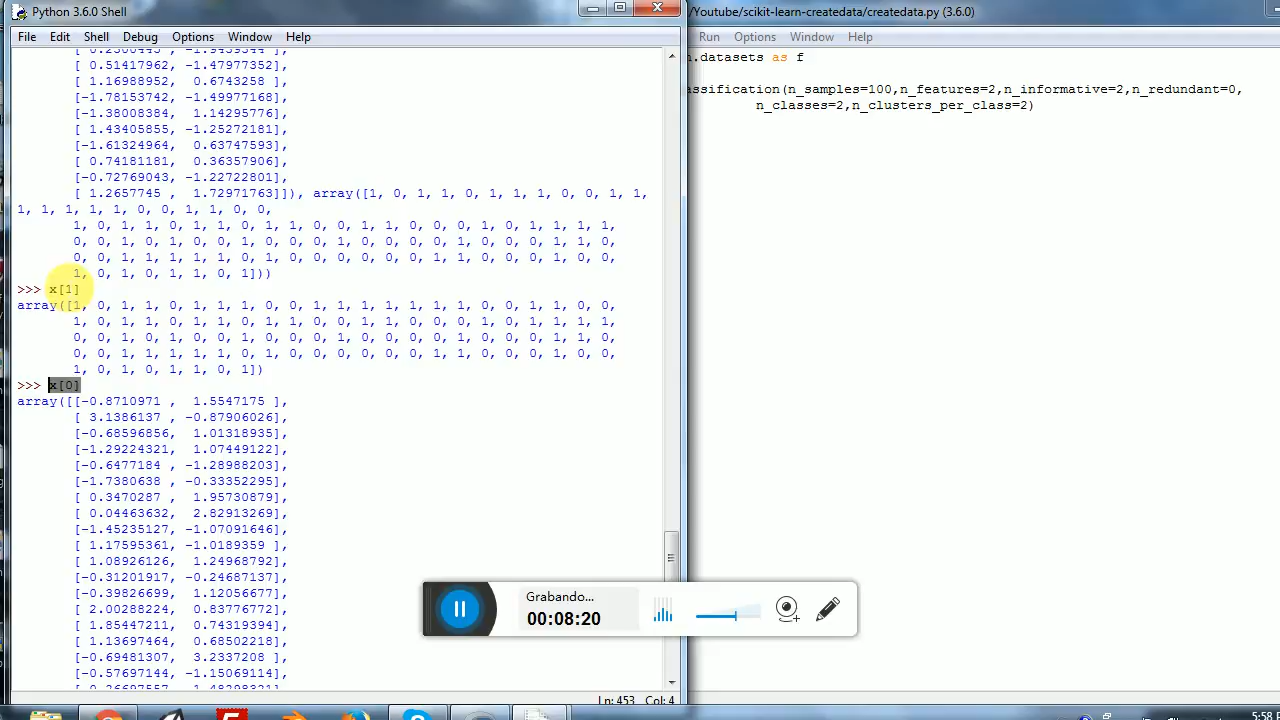 Python 3.6.0 Shell
File Edit Shell Debug Options Window Help
[ 0.2300443 , -1.9439344 ],
[ 0.51417962, -1.47977352],
[ 1.16988952, 0.6743258 ],
[-1.78153742, -1.49977168],
[-1.38008384, 1.14295776],
[ 1.43405855, -1.25272181],
[-1.61324964, 0.63747593],
[ 0.74181181, 0.36357906],
[-0.72769043, -1.22722801],
[ 1.2657745 , 1.72971763]]), array([1, 0, 1, 1, 0, 1, 1, 1, 0, 0, 1, 1,
1, 1, 1, 1, 1, 0, 0, 1, 1, 0, 0,
1, 0, 1, 1, 0, 1, 1, 0, 1, 1, 0, 0, 1, 1, 0, 0, 0, 1, 0, 1, 1, 1, 1,
0, 0, 1, 0, 1, 0, 0, 1, 0, 0, 0, 1, 0, 0, 0, 0, 1, 0, 0, 1, 1, 0,
0, 0, 1, 1, 1, 1, 1, 0, 1, 0, 0, 0, 0, 0, 0, 1, 1, 0, 0, 0, 1, 0, 0,
1, 0, 1, 0, 1, 1, 0, 1]))
>>> x[1]
array([1, 0, 1, 1, 0, 1, 1, 1, 0, 0, 1, 1, 1, 1, 1, 1, 1, 0, 0, 1, 1, 0, 0,
1, 0, 1, 1, 0, 1, 1, 0, 1, 1, 0, 0, 1, 1, 0, 0, 0, 1, 0, 1, 1, 1, 1,
0, 0, 1, 0, 1, 0, 0, 1, 0, 0, 0, 1, 0, 0, 0, 0, 1, 0, 0, 1, 1, 0,
0, 0, 1, 1, 1, 1, 1, 0, 1, 0, 0, 0, 0, 0, 0, 1, 1, 0, 0, 0, 1, 0, 0,
1, 0, 1, 0, 1, 1, 0, 1])
>>> x[0]
array([[-0.8710971 , 1.5547175 ],
[ 3.1386137 , -0.87906026],
[-0.68596856, 1.01318935],
[-1.29224321, 1.07449122],
[-0.6477184 , -1.28988203],
[-1.7380638 , -0.33352295],
[ 0.3470287 , 1.95730879],
[ 0.04463632, 2.82913269],
[-1.45235127, -1.07091646],
[ 1.17595361, -1.0189359 ],
[ 1.08926126, 1.24968792],
[-0.31201917, -0.24687137],
[-0.39826699, 1.12056677],
[ 2.00288224, 0.83776772],
[ 1.85447211, 0.74319394],
[ 1.13697464, 0.68502218],
[-0.69481307, 3.2337208 ],
[-0.57697144, -1.15069114],
Ln: 453 Col: 4
/Youtube/scikit-learn-createdata/createdata.py (3.6.0)
Run Options Window Help
n.datasets as f
assification(n_samples=100,n_features=2,n_informative=2,n_redundant=0,
n_classes=2,n_clusters_per_class=2)
Grabando...
00:08:20
5:58